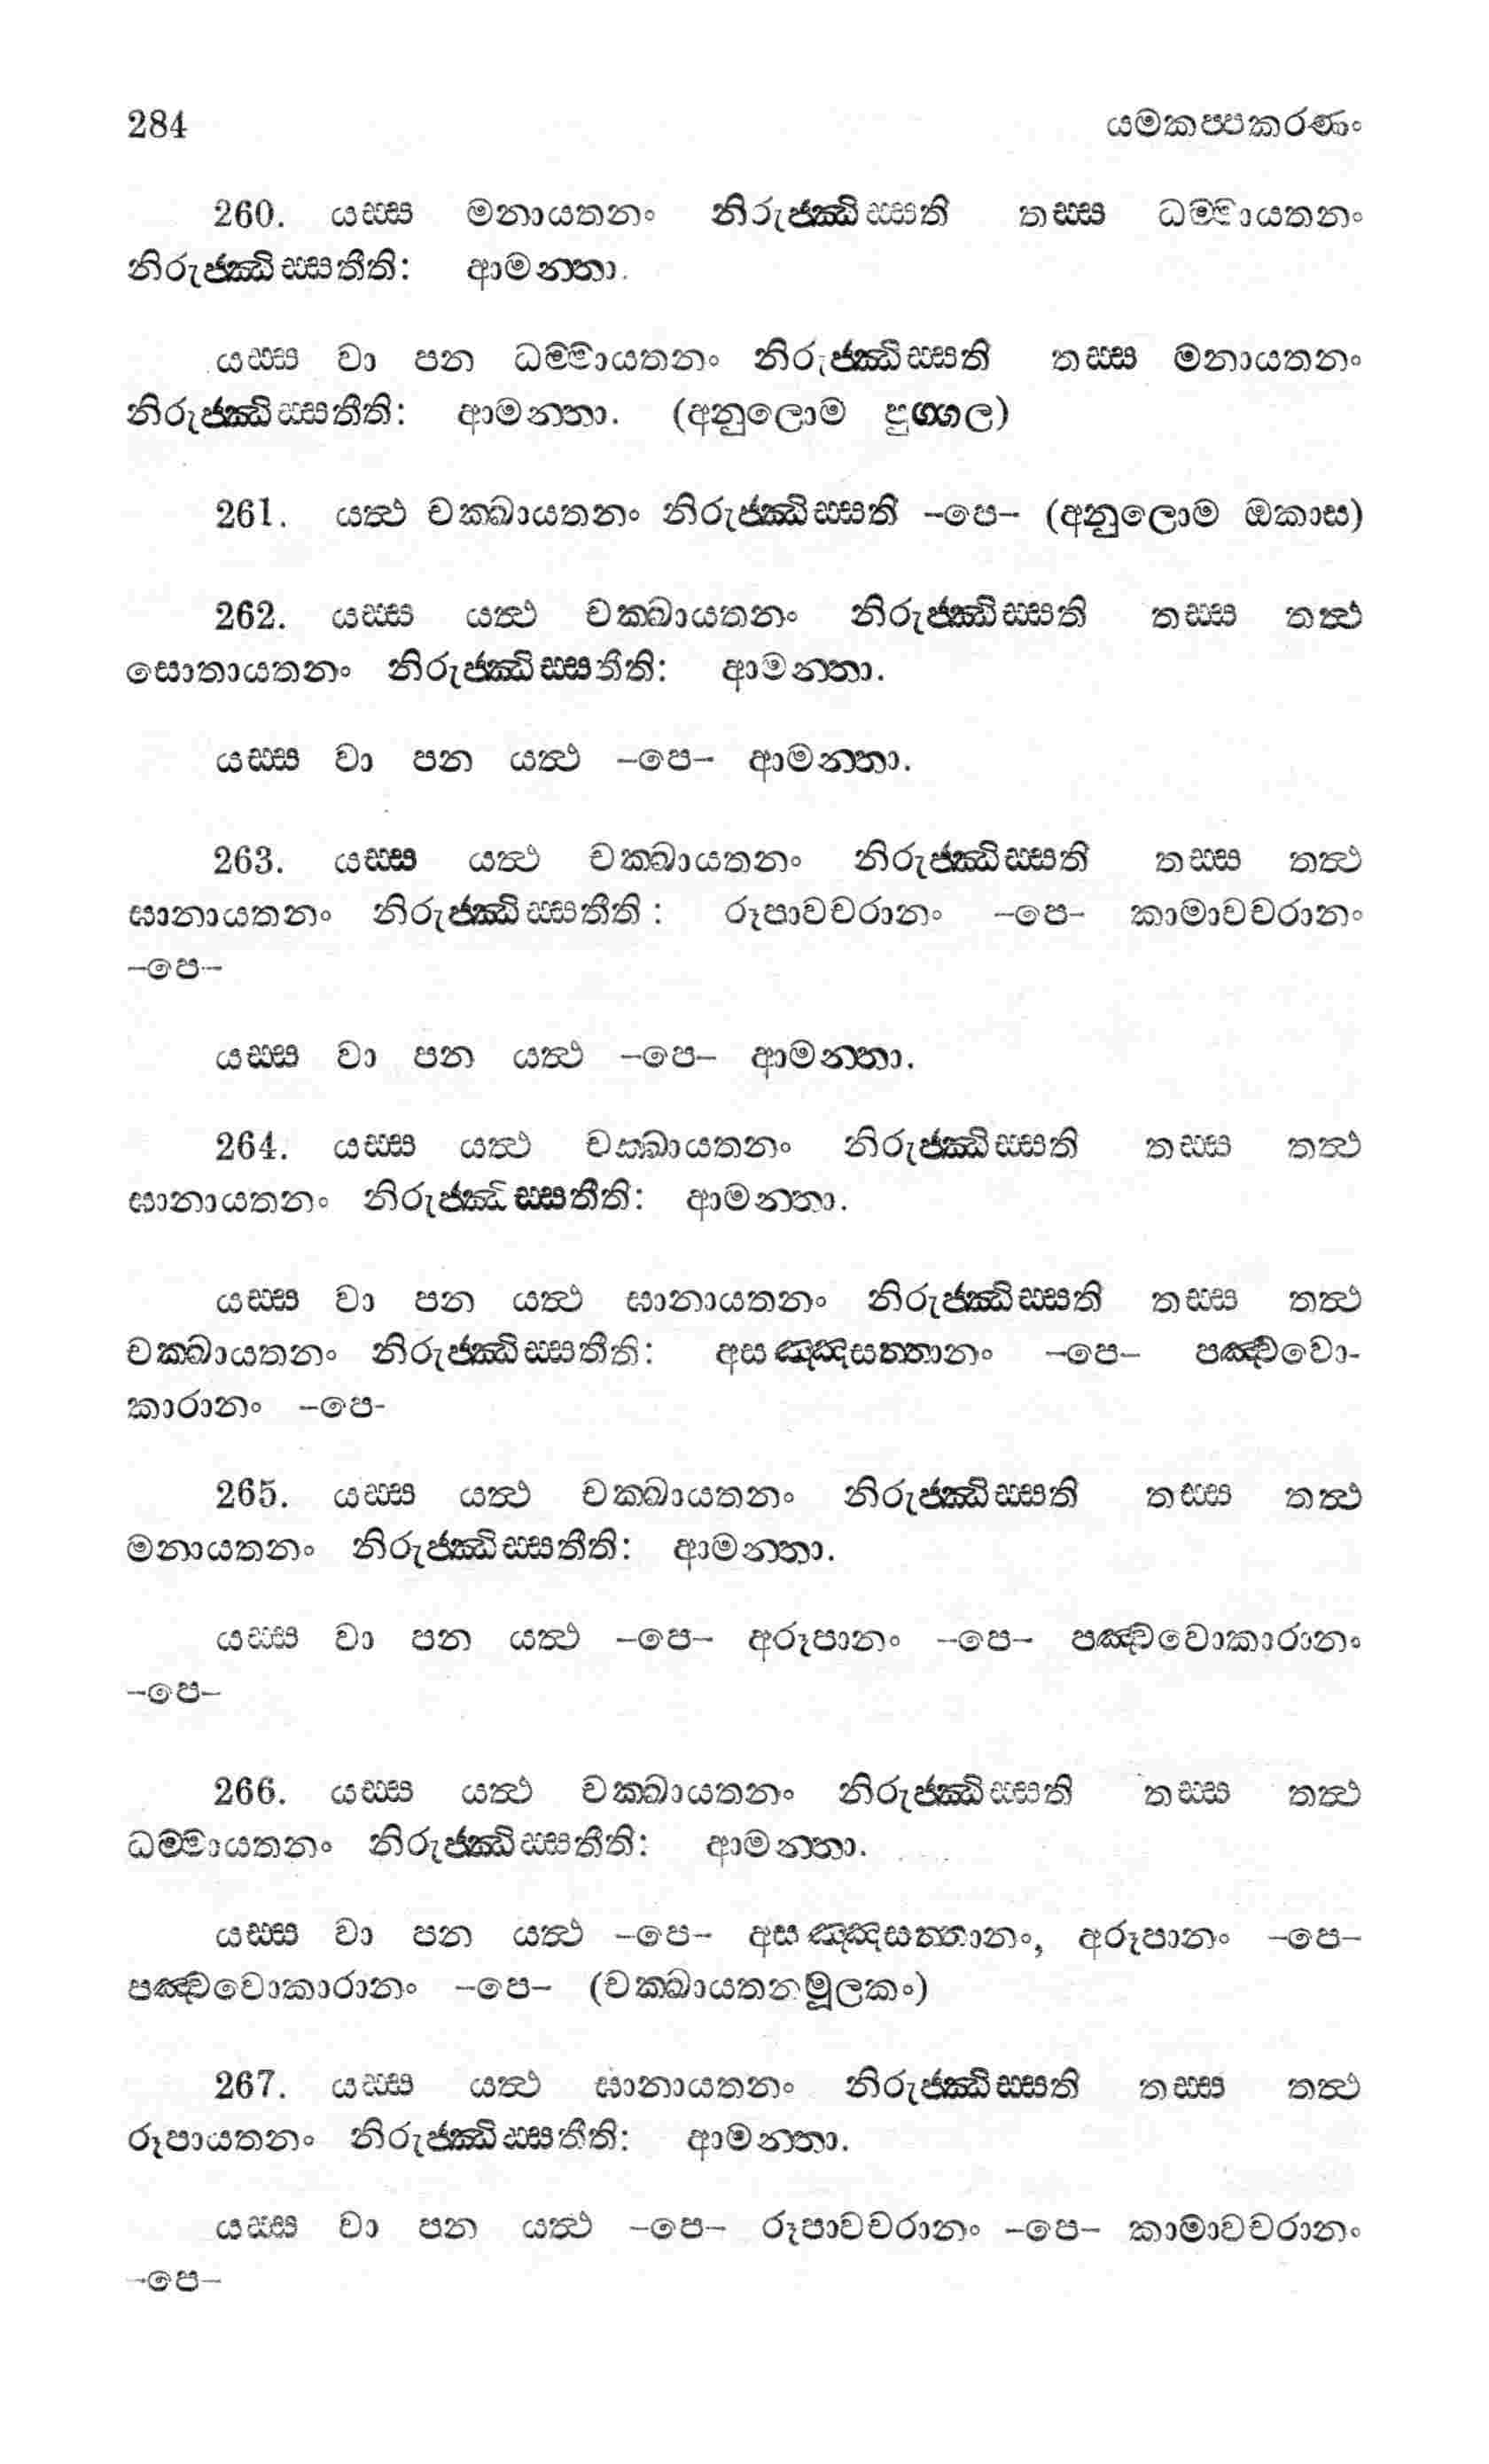 284 යමකප්පකරණං
260. යස්ස මනායතනං නිරුජ්ඣිස්සති තස්ස ධම්මායතනං
නිරුජ්ඣිස්සතීති: ආමන්තා.
යස්ස වා පන ධම්මායතනං නිරුජ්ඣිස්සති තස්ස මනායතනං
නිරුජ්ඣිස්සතීති: ආමන්තා. (අනුලොම පුග්ගල)
261. යත්ථ චක්ඛායතනං නිරුජ්ඣිස්සති -පෙ- (අනුලොම ඔකාස)
262. යස්ස යත්ථ චක්ඛායතනං නිරුජ්ඣිස්සති තස්ස තත්ථ
සොතායතනං නිරුජ්ඣිස්සතීති: ආමන්තා.
යස්ස වා පන යත්ථ -පෙ- ආමන්තා.
263. යස්ස යත්ථ චක්ඛායතනං නිරුජ්ඣිස්සති තස්ස තත්ථ
ඝානායතනං නිරුජ්ඣිස්සතීති: රූපාවචරානං -පෙ- කාමාවචරානං
-පෙ-
යස්ස වා පන යත්ථ -පෙ- ආමන්තා.
264. යස්ස යත්ථ චක්ඛායතනං නිරුජ්ඣිස්සති තස්ස තත්ථ
ඝානායතනං නිරුජ්ඣිස්සතීති: ආමන්තා.
යස්ස වා පන යත්ථ ඝානායතනං නිරුජ්ඣිස්සති තස්ස තත්ථ
චක්ඛායතනං නිරුජ්ඣිස්සතීති: අසඤ්ඤසත්තානං -පෙ- පඤ්චවො-
කාරානං -පෙ-
265. යස්ස යත්ථ චක්ඛායතනං නිරුජ්ඣිස්සති තස්ස තත්ථ
මනායතනං නිරුජ්ඣිස්සතීති: ආමන්තා.
යස්ස වා පන යත්ථ -පෙ- අරූපානං -පෙ- පඤ්චවොකාරානං
-පෙ-
266. යස්ස යත්ථ චක්ඛායතනං නිරුජ්ඣිස්සති තස්ස තත්ථ
ධම්මායතනං නිරුජ්ඣිස්සතීති: ආමන්තා.
යස්ස වා පන යත්ථ -පෙ- අසඤ්ඤසත්තානං, අරූපානං -පෙ-
පඤ්චවොකාරානං -පෙ- (චක්ඛායතනමූලකං)
267. යස්ස යත්ථ ඝානායතනං නිරුජ්ඣිස්සති තස්ස තත්ථ
රූපායතනං නිරුජ්ඣිස්සතීති: ආමන්තා.
යස්ස වා පන යත්ථ -පෙ- රූපාවචරානං -පෙ- කාමාවචරානං
-පෙ-